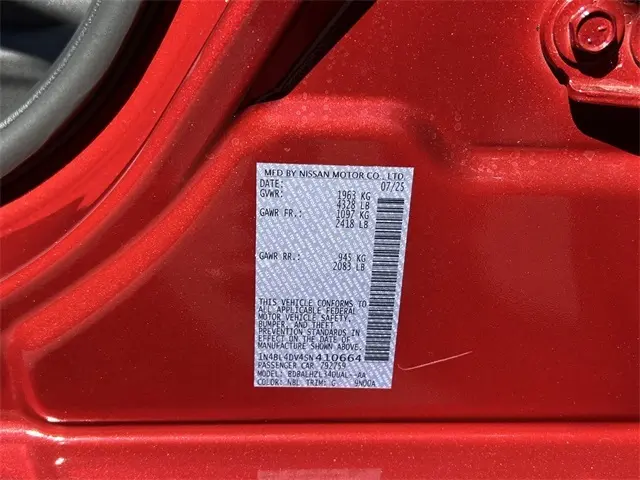 MFD BY NISSAN MOTOR CO., LTD.
DATE: 07/25
GVWR: 1963 KG
4328 LB
GAWR FR.: 1097 KG
2418 LB
GAWR RR.: 945 KG
2083 LB
THIS VEHICLE CONFORMS TO
ALL APPLICABLE FEDERAL
MOTOR VEHICLE SAFETY,
BUMPER, AND THEFT
PREVENTION STANDARDS IN
EFFECT ON THE DATE OF
MANUFACTURE SHOWN ABOVE.
1N4BL4DV4SN410664
PASSENGER CAR 792759
MODEL: BDBALHZL34DUAL--AA
COLOR: NBL TRIM: G 9N00A